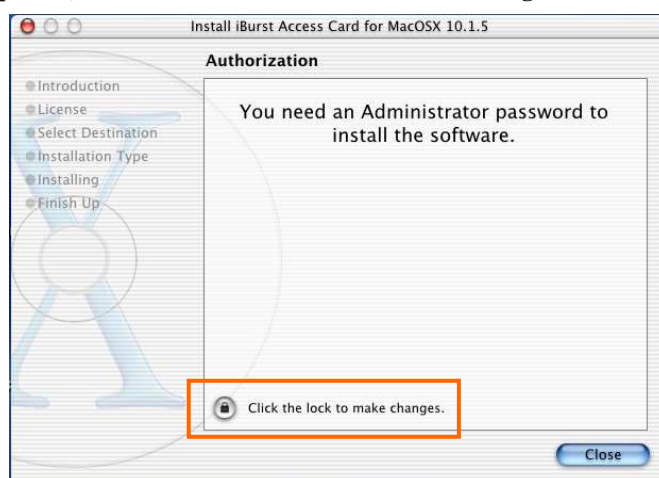 Install iBurst Access Card for MacOSX 10.1.5
Authorization
Introduction
License
Select Destination
Installation Type
Installing
Finish Up
You need an Administrator password to
install the software.
Click the lock to make changes.
Close